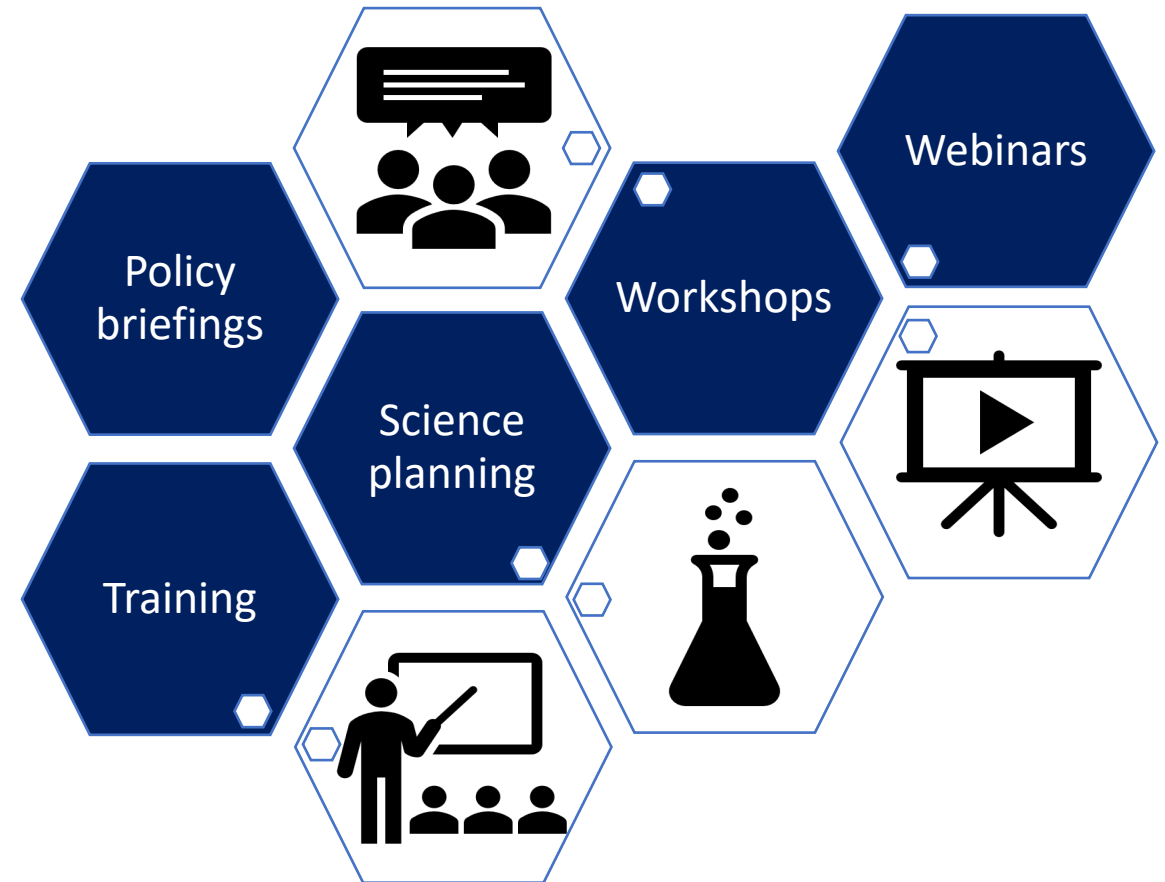 Policy
briefings
Training
Science
planning
Workshops
Webinars